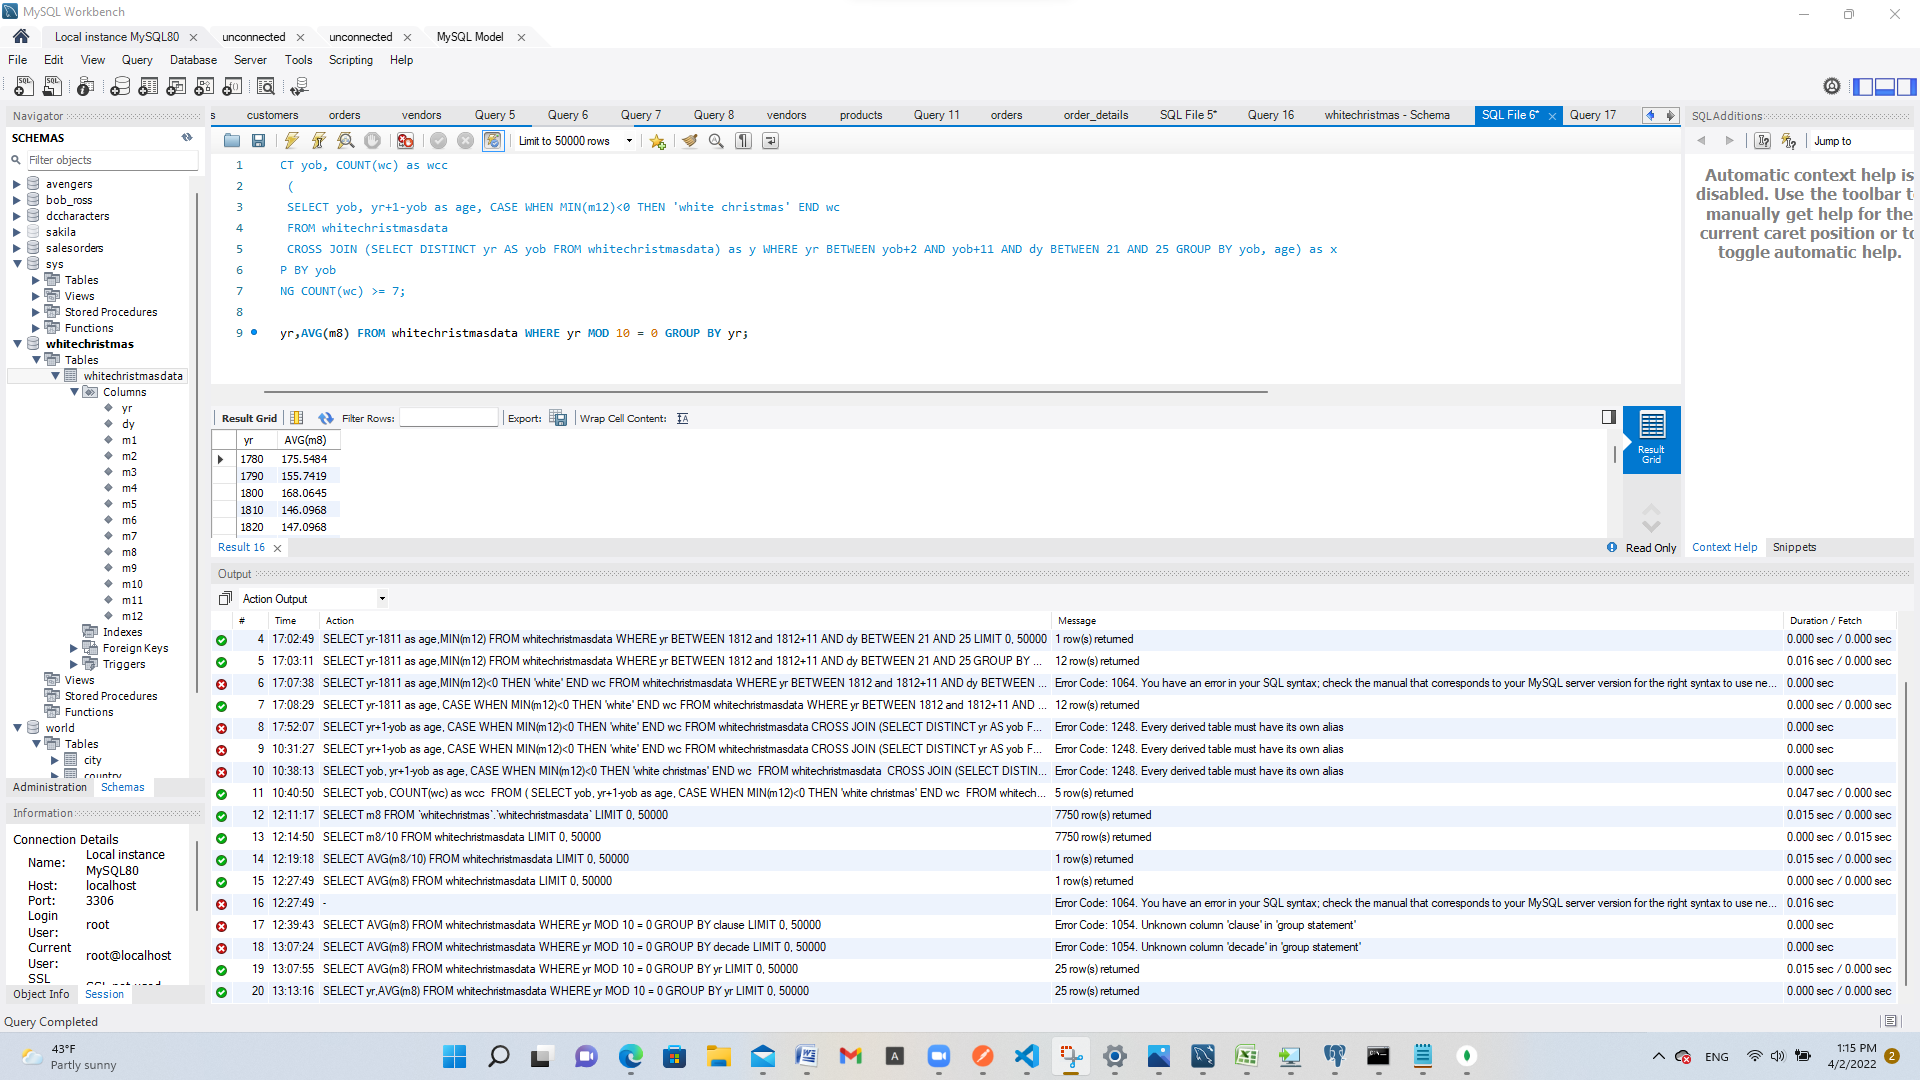 MySQL Workbench
Local instance MySQL80
unconnected
unconnected
MySQL Model
File Edit View Query Database Server Tools Scripting Help
Navigator
SCHEMAS
Filter objects
avengers
bob_ross
dccharacters
sakila
salesorders
sys
Tables
Views
Stored Procedures
Functions
whitechristmas
Tables
whitechristmasdata
Columns
yr
dy
m1
m2
m3
m4
m5
m6
m7
m8
m9
m10
m11
m12
Indexes
Foreign Keys
Triggers
Views
Stored Procedures
Functions
world
Tables
city
country
Administration Schemas
Information
Connection Details
Name: Local instance MySQL80
Host: localhost
Port: 3306
Login User: root
Current User: root@localhost
SSL
Object Info Session
Query Completed
s customers orders vendors Query 5 Query 6 Query 7 Query 8 vendors products Query 11 orders order_details SQL File 5* Query 16 whitechristmas - Schema SQL File 6* Query 17
Limit to 50000 rows
1 CT yob, COUNT(wc) as wcc
2 (
3 SELECT yob, yr+1-yob as age, CASE WHEN MIN(m12)<0 THEN 'white christmas' END wc
4 FROM whitechristmasdata
5 CROSS JOIN (SELECT DISTINCT yr AS yob FROM whitechristmasdata) as y WHERE yr BETWEEN yob+2 AND yob+11 AND dy BETWEEN 21 AND 25 GROUP BY yob, age) as x
6 P BY yob
7 NG COUNT(wc) >= 7;
8
9 yr,AVG(m8) FROM whitechristmasdata WHERE yr MOD 10 = 0 GROUP BY yr;
Result Grid Filter Rows: Export: Wrap Cell Content:
yr AVG(m8)
1780 175.5484
1790 155.7419
1800 168.0645
1810 146.0968
1820 147.0968
Result Grid
Result 16
Read Only
SQLAdditions
Jump to
Automatic context help is
disabled. Use the toolbar t
manually get help for the
current caret position or to
toggle automatic help.
Context Help Snippets
Output
Action Output
# Time Action Message Duration / Fetch
4 17:02:49 SELECT yr-1811 as age,MIN(m12) FROM whitechristmasdata WHERE yr BETWEEN 1812 and 1812+11 AND dy BETWEEN 21 AND 25 LIMIT 0, 50000 1 row(s) returned 0.000 sec / 0.000 sec
5 17:03:11 SELECT yr-1811 as age,MIN(m12) FROM whitechristmasdata WHERE yr BETWEEN 1812 and 1812+11 AND dy BETWEEN 21 AND 25 GROUP BY ... 12 row(s) returned 0.016 sec / 0.000 sec
6 17:07:38 SELECT yr-1811 as age,MIN(m12)<0 THEN 'white' END wc FROM whitechristmasdata WHERE yr BETWEEN 1812 and 1812+11 AND dy BETWEEN ... Error Code: 1064. You have an error in your SQL syntax; check the manual that corresponds to your MySQL server version for the right syntax to use ne... 0.000 sec
7 17:08:29 SELECT yr-1811 as age, CASE WHEN MIN(m12)<0 THEN 'white' END wc FROM whitechristmasdata WHERE yr BETWEEN 1812 and 1812+11 AND ... 12 row(s) returned 0.000 sec / 0.000 sec
8 17:52:07 SELECT yr+1-yob as age, CASE WHEN MIN(m12)<0 THEN 'white' END wc FROM whitechristmasdata CROSS JOIN (SELECT DISTINCT yr AS yob F... Error Code: 1248. Every derived table must have its own alias 0.000 sec
9 10:31:27 SELECT yr+1-yob as age, CASE WHEN MIN(m12)<0 THEN 'white' END wc FROM whitechristmasdata CROSS JOIN (SELECT DISTINCT yr AS yob F... Error Code: 1248. Every derived table must have its own alias 0.000 sec
10 10:38:13 SELECT yob, yr+1-yob as age, CASE WHEN MIN(m12)<0 THEN 'white christmas' END wc FROM whitechristmasdata CROSS JOIN (SELECT DISTIN... Error Code: 1248. Every derived table must have its own alias 0.000 sec
11 10:40:50 SELECT yob, COUNT(wc) as wcc FROM ( SELECT yob, yr+1-yob as age, CASE WHEN MIN(m12)<0 THEN 'white christmas' END wc FROM whitech... 5 row(s) returned 0.047 sec / 0.000 sec
12 12:11:17 SELECT m8 FROM `whitechristmas`.`whitechristmasdata` LIMIT 0, 50000 7750 row(s) returned 0.015 sec / 0.000 sec
13 12:14:50 SELECT m8/10 FROM whitechristmasdata LIMIT 0, 50000 7750 row(s) returned 0.000 sec / 0.015 sec
14 12:19:18 SELECT AVG(m8/10) FROM whitechristmasdata LIMIT 0, 50000 1 row(s) returned 0.015 sec / 0.000 sec
15 12:27:49 SELECT AVG(m8) FROM whitechristmasdata LIMIT 0, 50000 1 row(s) returned 0.000 sec / 0.000 sec
16 12:27:49 - Error Code: 1064. You have an error in your SQL syntax; check the manual that corresponds to your MySQL server version for the right syntax to use ne... 0.016 sec
17 12:39:43 SELECT AVG(m8) FROM whitechristmasdata WHERE yr MOD 10 = 0 GROUP BY clause LIMIT 0, 50000 Error Code: 1054. Unknown column 'clause' in 'group statement' 0.000 sec
18 13:07:24 SELECT AVG(m8) FROM whitechristmasdata WHERE yr MOD 10 = 0 GROUP BY decade LIMIT 0, 50000 Error Code: 1054. Unknown column 'decade' in 'group statement' 0.000 sec
19 13:07:55 SELECT AVG(m8) FROM whitechristmasdata WHERE yr MOD 10 = 0 GROUP BY yr LIMIT 0, 50000 25 row(s) returned 0.015 sec / 0.000 sec
20 13:13:16 SELECT yr,AVG(m8) FROM whitechristmasdata WHERE yr MOD 10 = 0 GROUP BY yr LIMIT 0, 50000 25 row(s) returned 0.000 sec / 0.000 sec
43°F
Partly sunny
ENG
1:15 PM
4/2/2022
2